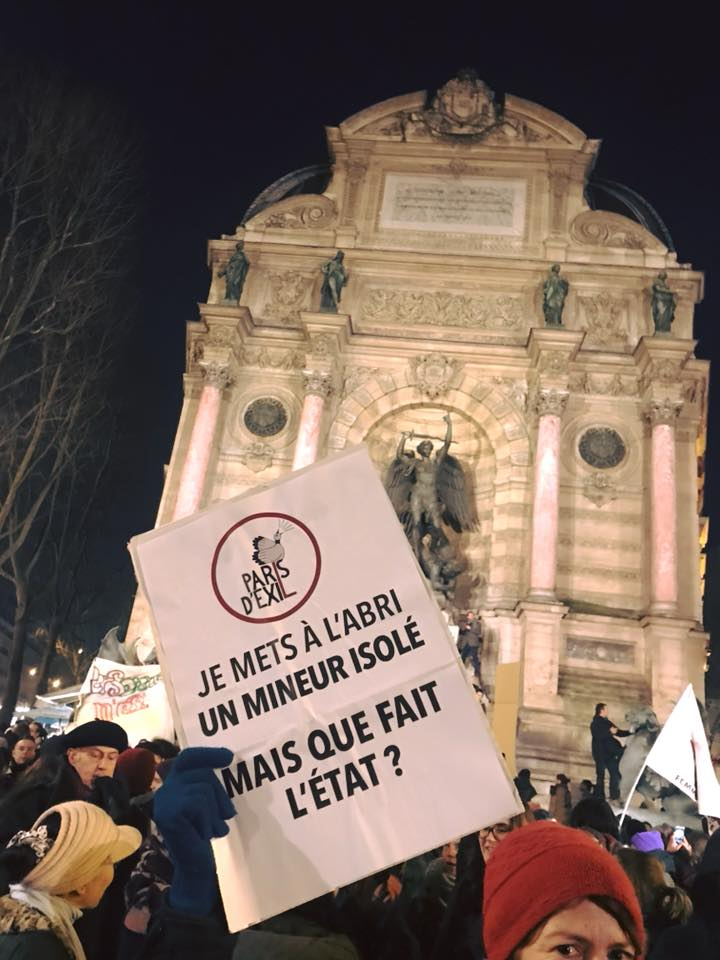 PARIS
D'EXIL
JE METS À L'ABRI
UN MINEUR ISOLÉ
MAIS QUE FAIT
L'ÉTAT ?